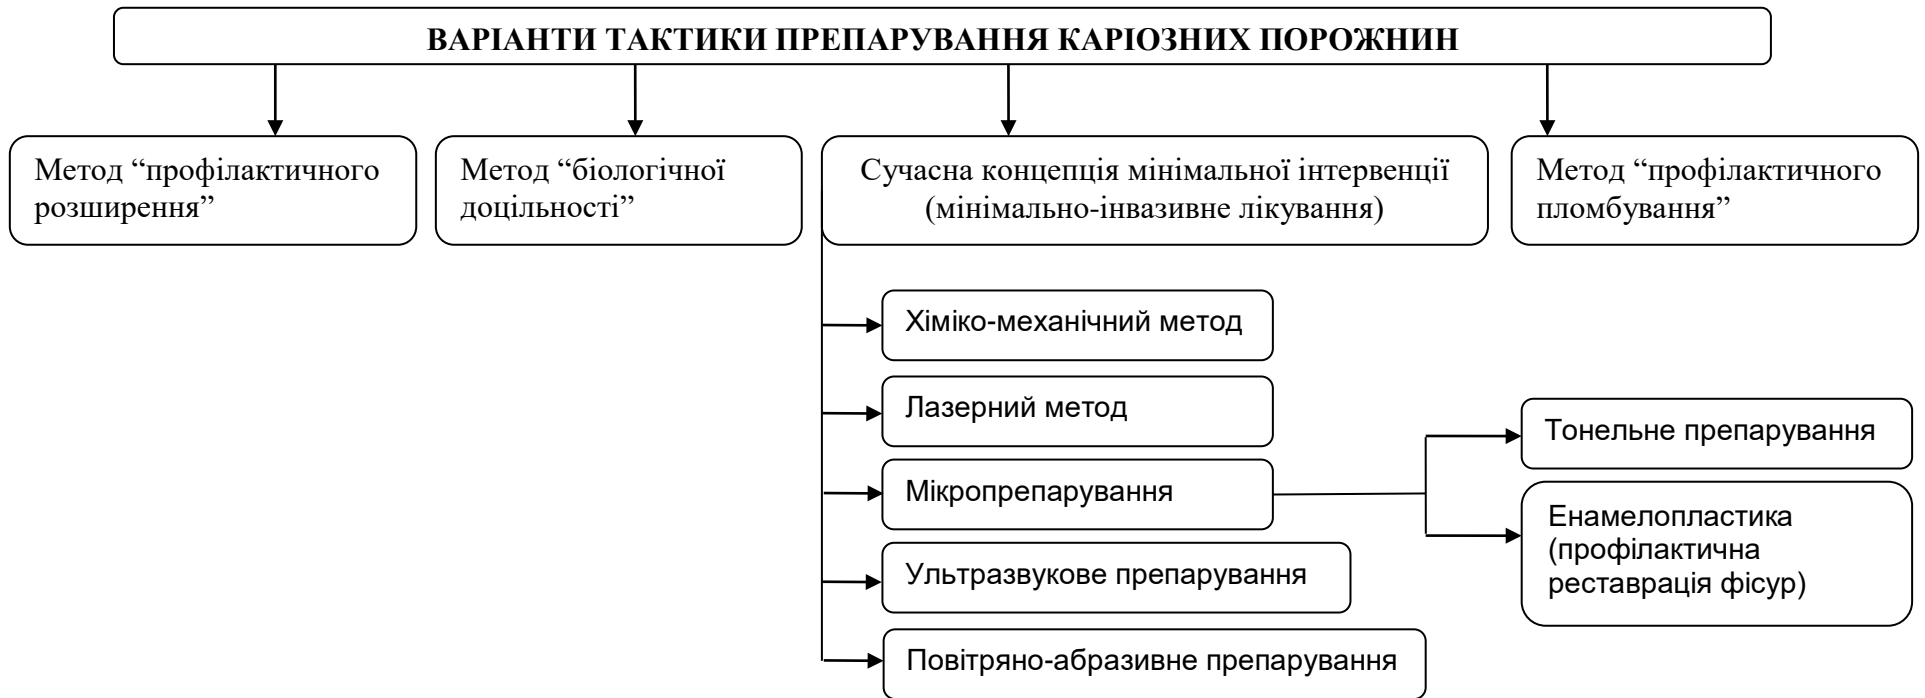 ВАРІАНТИ ТАКТИКИ ПРЕПАРУВАННЯ КАРІОЗНИХ ПОРОЖНИН
Метод “профілактичного
розширення”
Метод “біологічної
доцільності”
Сучасна концепція мінімальної інтервенції
(мінімально-інвазивне лікування)
Метод “профілактичного
пломбування”
Хіміко-механічний метод
Лазерний метод
Мікропрепарування
Ультразвукове препарування
Повітряно-абразивне препарування
Тонельне препарування
Енамелопластика
(профілактична
реставрація фісур)